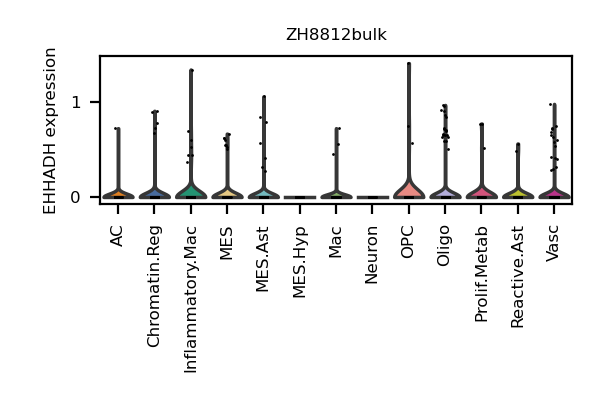 ZH8812bulk
EHHADH expression
1
0
AC
Chromatin.Reg
Inflammatory.Mac
MES
MES.Ast
MES.Hyp
Mac
Neuron
OPC
Oligo
Prolif.Metab
Reactive.Ast
Vasc